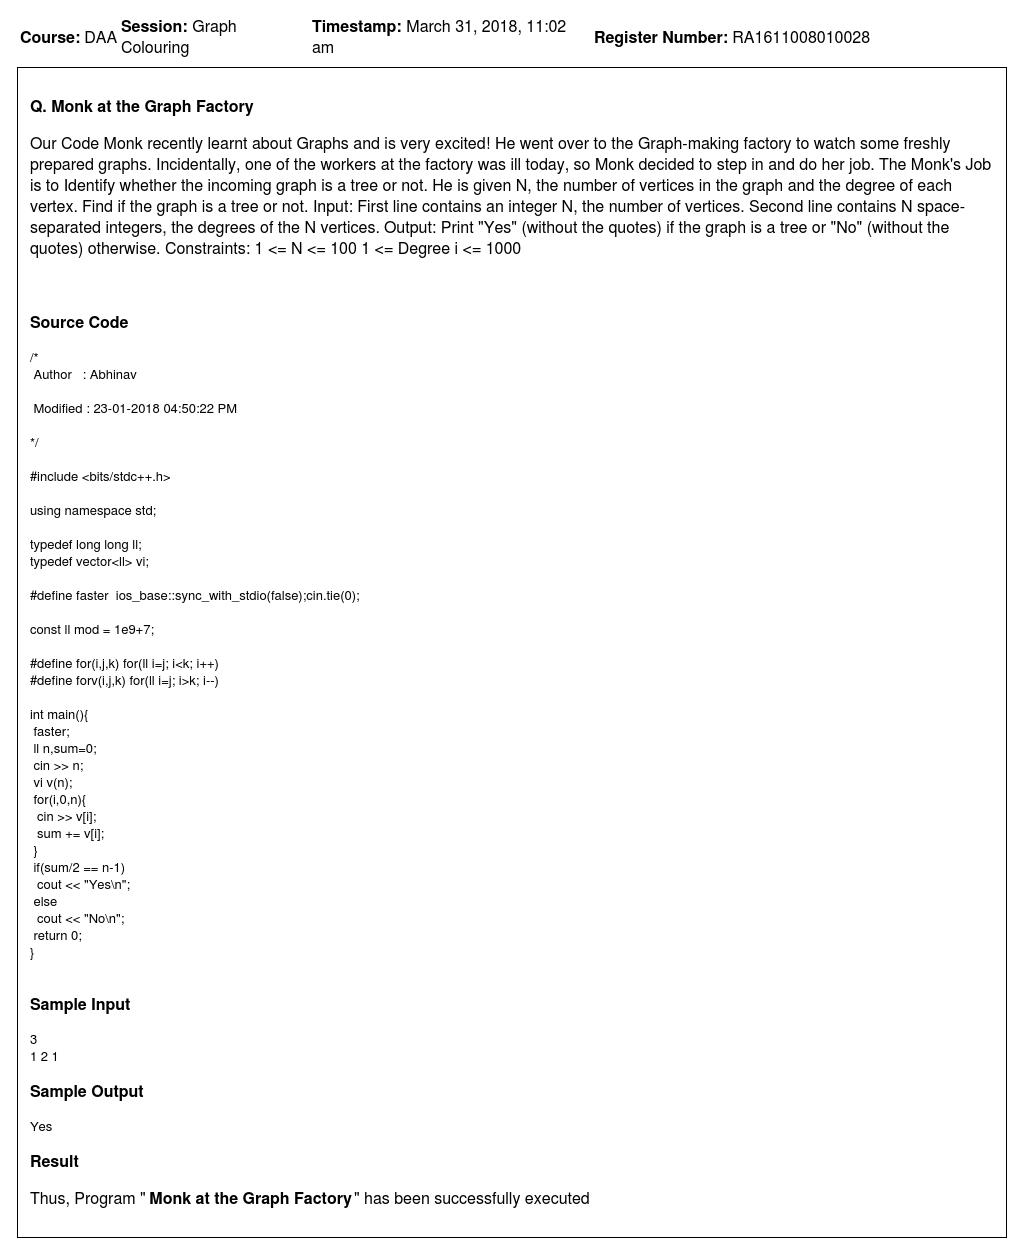 Course: DAA Session: Graph Colouring Timestamp: March 31, 2018, 11:02 am Register Number: RA1611008010028
Q. Monk at the Graph Factory
Our Code Monk recently learnt about Graphs and is very excited! He went over to the Graph-making factory to watch some freshly
prepared graphs. Incidentally, one of the workers at the factory was ill today, so Monk decided to step in and do her job. The Monk's Job
is to Identify whether the incoming graph is a tree or not. He is given N, the number of vertices in the graph and the degree of each
vertex. Find if the graph is a tree or not. Input: First line contains an integer N, the number of vertices. Second line contains N space-
separated integers, the degrees of the N vertices. Output: Print "Yes" (without the quotes) if the graph is a tree or "No" (without the
quotes) otherwise. Constraints: 1 <= N <= 100 1 <= Degree i <= 1000
Source Code
/*
Author : Abhinav
Modified : 23-01-2018 04:50:22 PM
*/
#include <bits/stdc++.h>
using namespace std;
typedef long long ll;
typedef vector<ll> vi;
#define faster ios_base::sync_with_stdio(false);cin.tie(0);
const ll mod = 1e9+7;
#define for(i,j,k) for(ll i=j; i<k; i++)
#define forv(i,j,k) for(ll i=j; i>k; i--)
int main(){
faster;
ll n,sum=0;
cin >> n;
vi v(n);
for(i,0,n){
cin >> v[i];
sum += v[i];
}
if(sum/2 == n-1)
cout << "Yes\n";
else
cout << "No\n";
return 0;
}
Sample Input
3
1 2 1
Sample Output
Yes
Result
Thus, Program " Monk at the Graph Factory" has been successfully executed